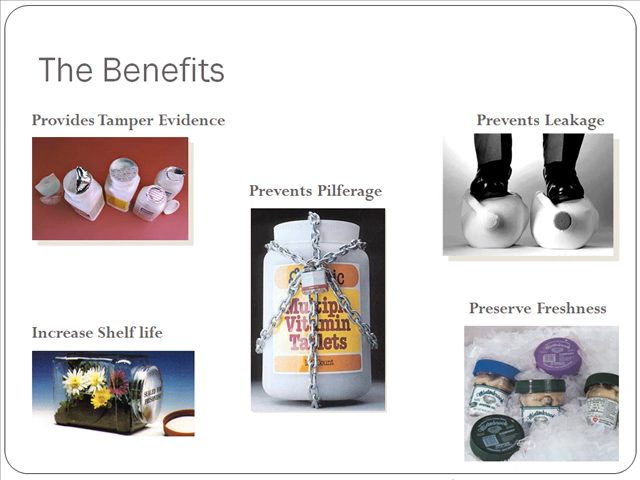 The Benefits
Provides Tamper Evidence
Prevents Leakage
Prevents Pilferage
Multiple
Vitamin
Tablets
Increase Shelf life
Preserve Freshness